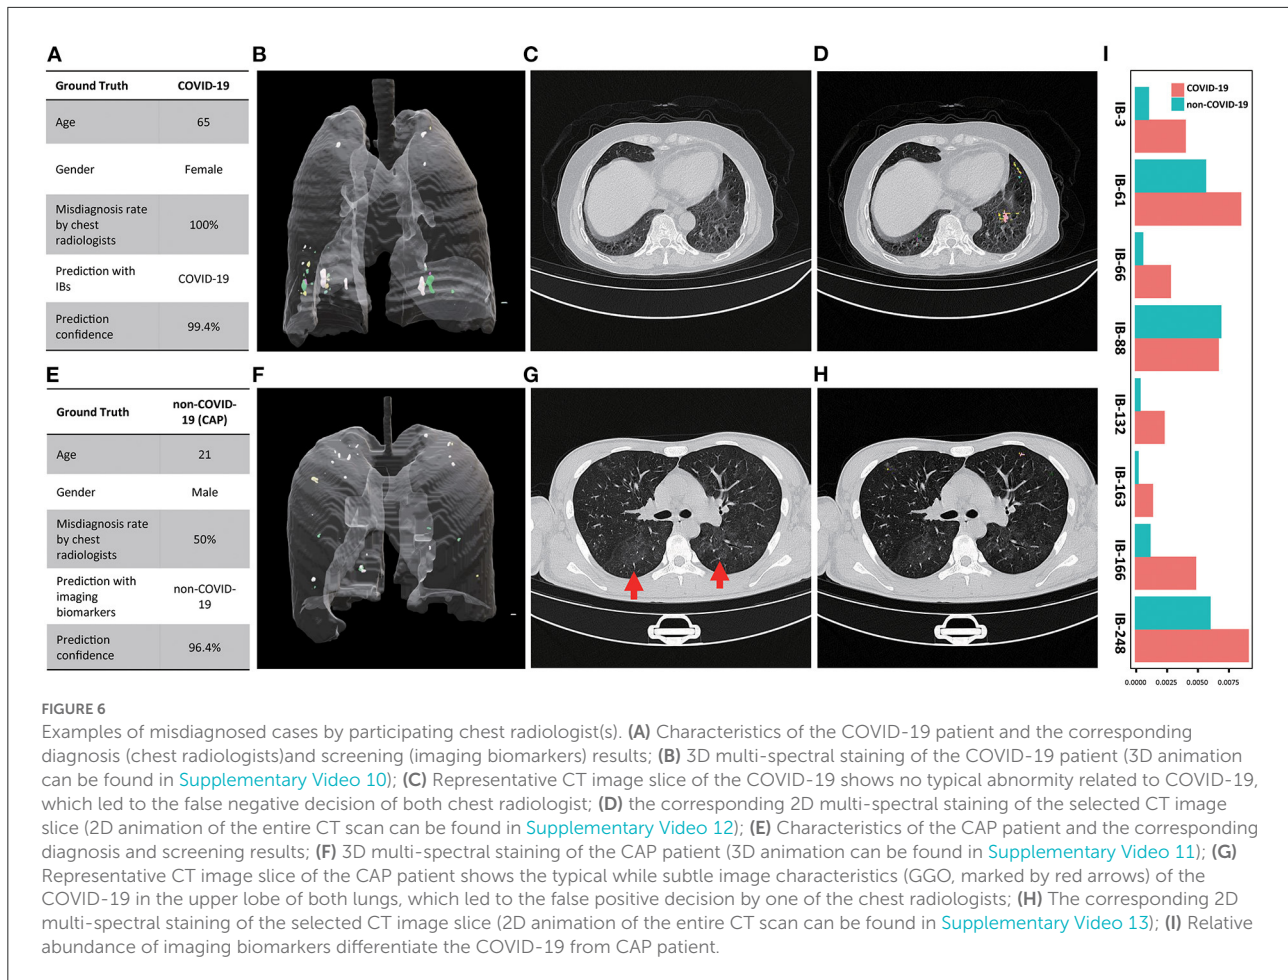 A
Ground Truth COVID-19
Age 65
Gender Female
Misdiagnosis rate
by chest
radiologists
100%
Prediction with
IBs
COVID-19
Prediction
confidence
99.4%
B
C
D
E
Ground Truth
non-COVID-
19 (CAP)
Age 21
Gender Male
Misdiagnosis rate
by chest
radiologists
50%
Prediction with
imaging
biomarkers
non-COVID-
19
Prediction
confidence
96.4%
F
G
H
I
COVID-19
non-COVID-19
IB-3
IB-61
IB-66
IB-88
IB-132
IB-163
IB-166
IB-248
0.0000 0.0025 0.0050 0.0075
FIGURE 6
Examples of misdiagnosed cases by participating chest radiologist(s). (A) Characteristics of the COVID-19 patient and the corresponding
diagnosis (chest radiologists)and screening (imaging biomarkers) results; (B) 3D multi-spectral staining of the COVID-19 patient (3D animation
can be found in Supplementary Video 10); (C) Representative CT image slice of the COVID-19 shows no typical abnormity related to COVID-19,
which led to the false negative decision of both chest radiologist; (D) the corresponding 2D multi-spectral staining of the selected CT image
slice (2D animation of the entire CT scan can be found in Supplementary Video 12); (E) Characteristics of the CAP patient and the corresponding
diagnosis and screening results; (F) 3D multi-spectral staining of the CAP patient (3D animation can be found in Supplementary Video 11); (G)
Representative CT image slice of the CAP patient shows the typical while subtle image characteristics (GGO, marked by red arrows) of the
COVID-19 in the upper lobe of both lungs, which led to the false positive decision by one of the chest radiologists; (H) The corresponding 2D
multi-spectral staining of the selected CT image slice (2D animation of the entire CT scan can be found in Supplementary Video 13); (I) Relative
abundance of imaging biomarkers differentiate the COVID-19 from CAP patient.